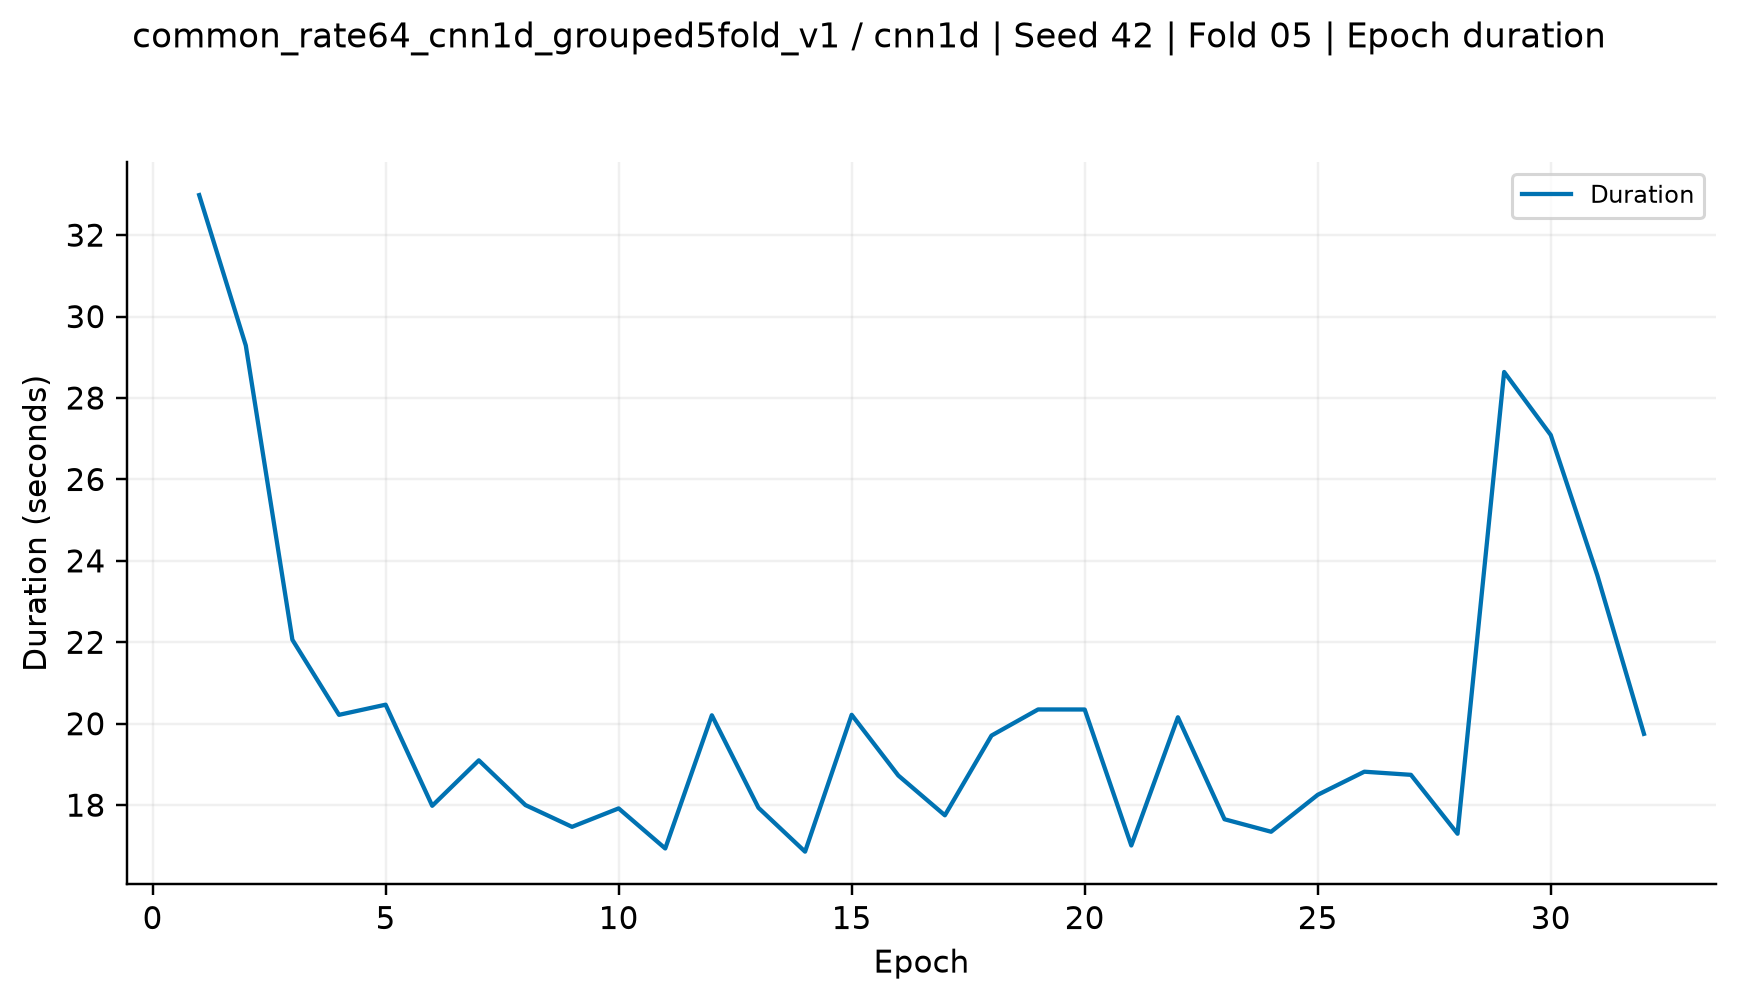 common_rate64_cnn1d_grouped5fold_v1 / cnn1d | Seed 42 | Fold 05 | Epoch duration
Duration
32
30
28
26
24
22
20
18
Duration (seconds)
0 5 10 15 20 25 30
Epoch